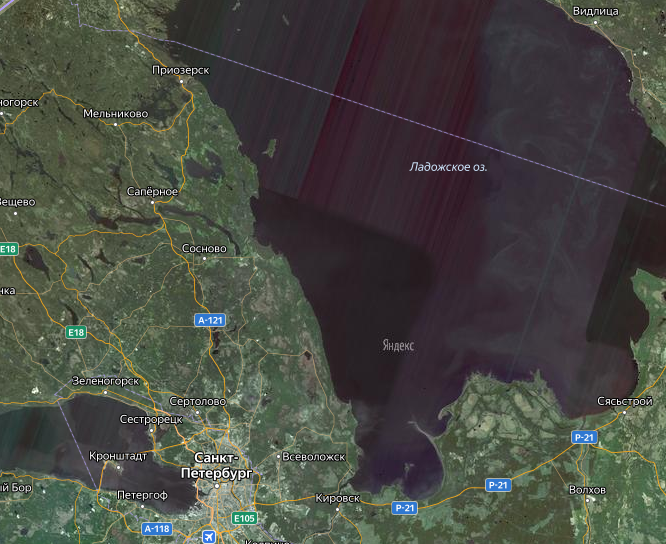 Видлица
Приозерск
ногорск
Мельниково
Ладожское оз.
Сапёрное
Вещево
E18
Сосново
нка
А-121
E18
Яндекс
Зеленогорск
Сертолово
Сясьстрой
Сестрорецк
Р-21
Кронштадт
Санкт-
Петербург
Всеволожск
Р-21
ый Бор
Петергоф
Кировск
Р-21
Волхов
E105
А-118